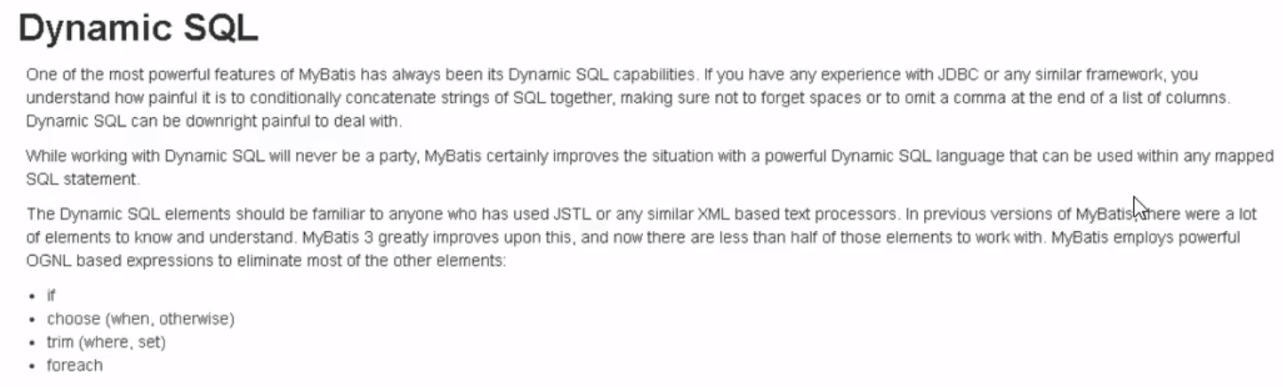 Dynamic SQL
One of the most powerful features of MyBatis has always been its Dynamic SQL capabilities. If you have any experience with JDBC or any similar framework, you
understand how painful it is to conditionally concatenate strings of SQL together, making sure not to forget spaces or to omit a comma at the end of a list of columns.
Dynamic SQL can be downright painful to deal with.
While working with Dynamic SQL will never be a party, MyBatis certainly improves the situation with a powerful Dynamic SQL language that can be used within any mapped
SQL statement.
The Dynamic SQL elements should be familiar to anyone who has used JSTL or any similar XML based text processors. In previous versions of MyBatis, there were a lot
of elements to know and understand. MyBatis 3 greatly improves upon this, and now there are less than half of those elements to work with. MyBatis employs powerful
OGNL based expressions to eliminate most of the other elements:
• if
• choose (when, otherwise)
• trim (where, set)
• foreach